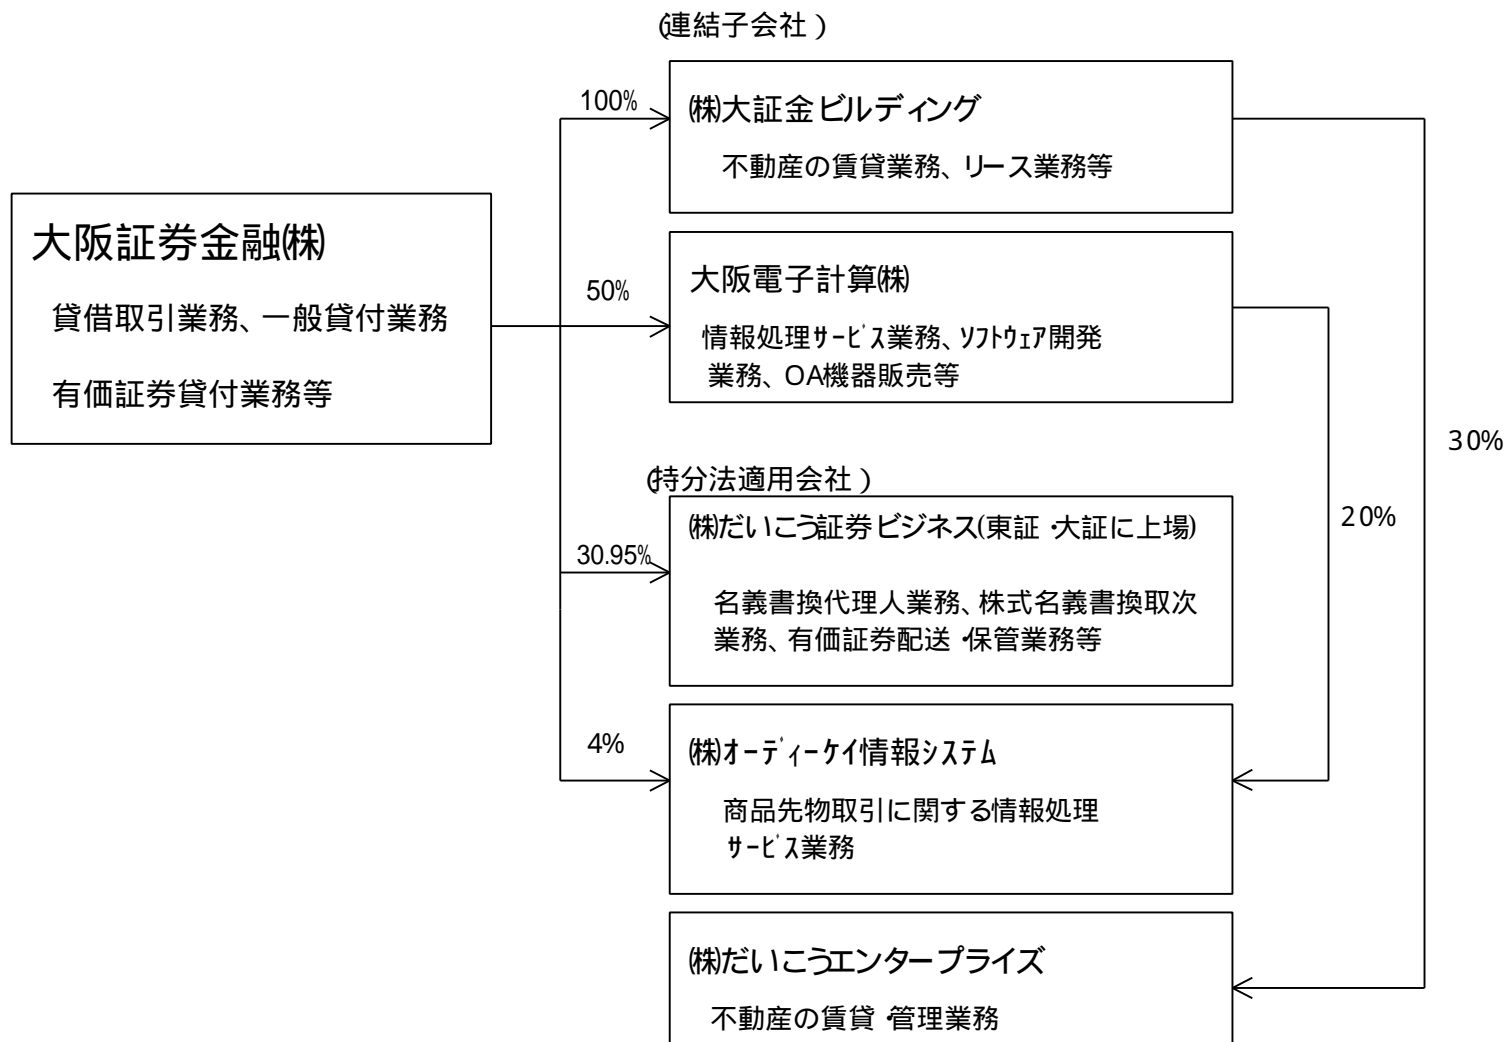 (連結子会社)
100%
㈱大証金ビルディング
不動産の賃貸業務、リース業務等
大阪証券金融㈱
貸借取引業務、一般貸付業務
有価証券貸付業務等
50%
大阪電子計算㈱
情報処理ｻｰﾋﾞｽ業務、ｿﾌﾄｳｪｱ開発
業務、OA機器販売等
30%
(持分法適用会社)
20%
30.95%
㈱だいこう証券ビジネス(東証・大証に上場)
名義書換代理人業務、株式名義書換取次
業務、有価証券配送・保管業務等
4%
㈱ｵｰﾃﾞｨｰｹｲ情報ｼｽﾃﾑ
商品先物取引に関する情報処理
ｻｰﾋﾞｽ業務
㈱だいこうエンタープライズ
不動産の賃貸・管理業務